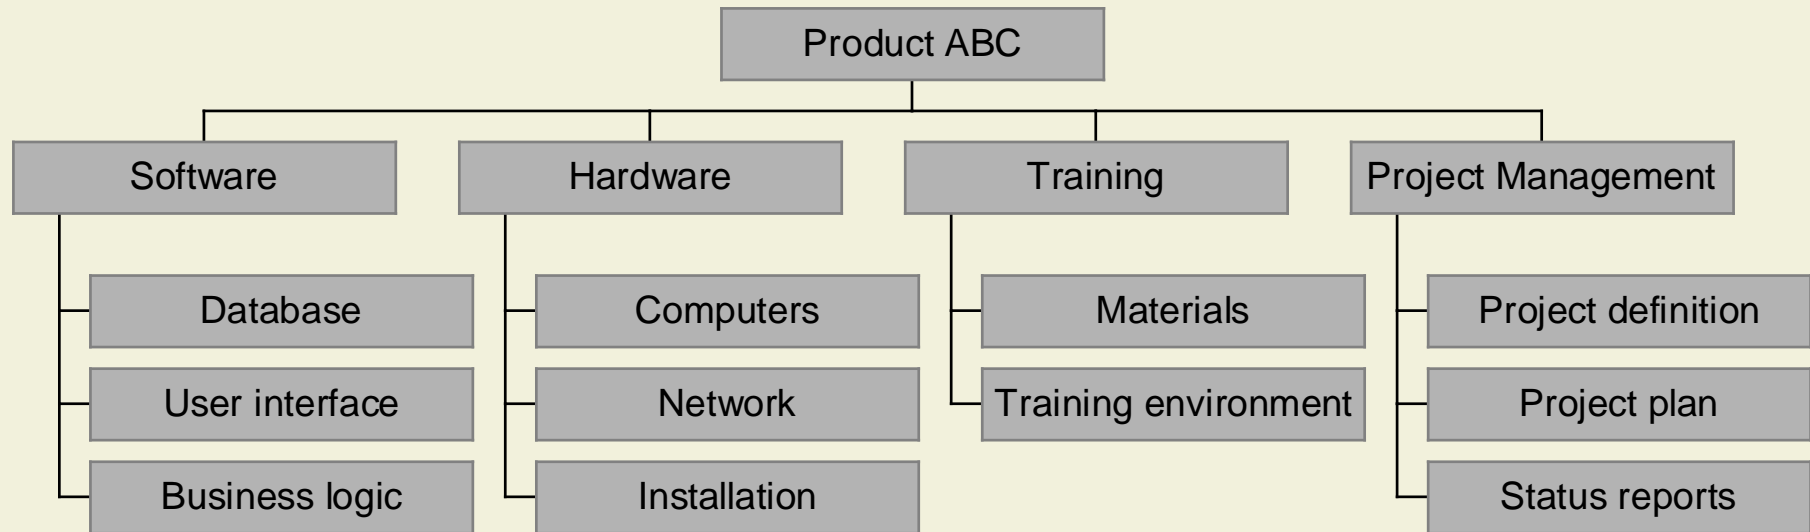 Product ABC
Software
Hardware
Training
Project Management
Database
Computers
Materials
Project definition
User interface
Network
Training environment
Project plan
Business logic
Installation
Status reports